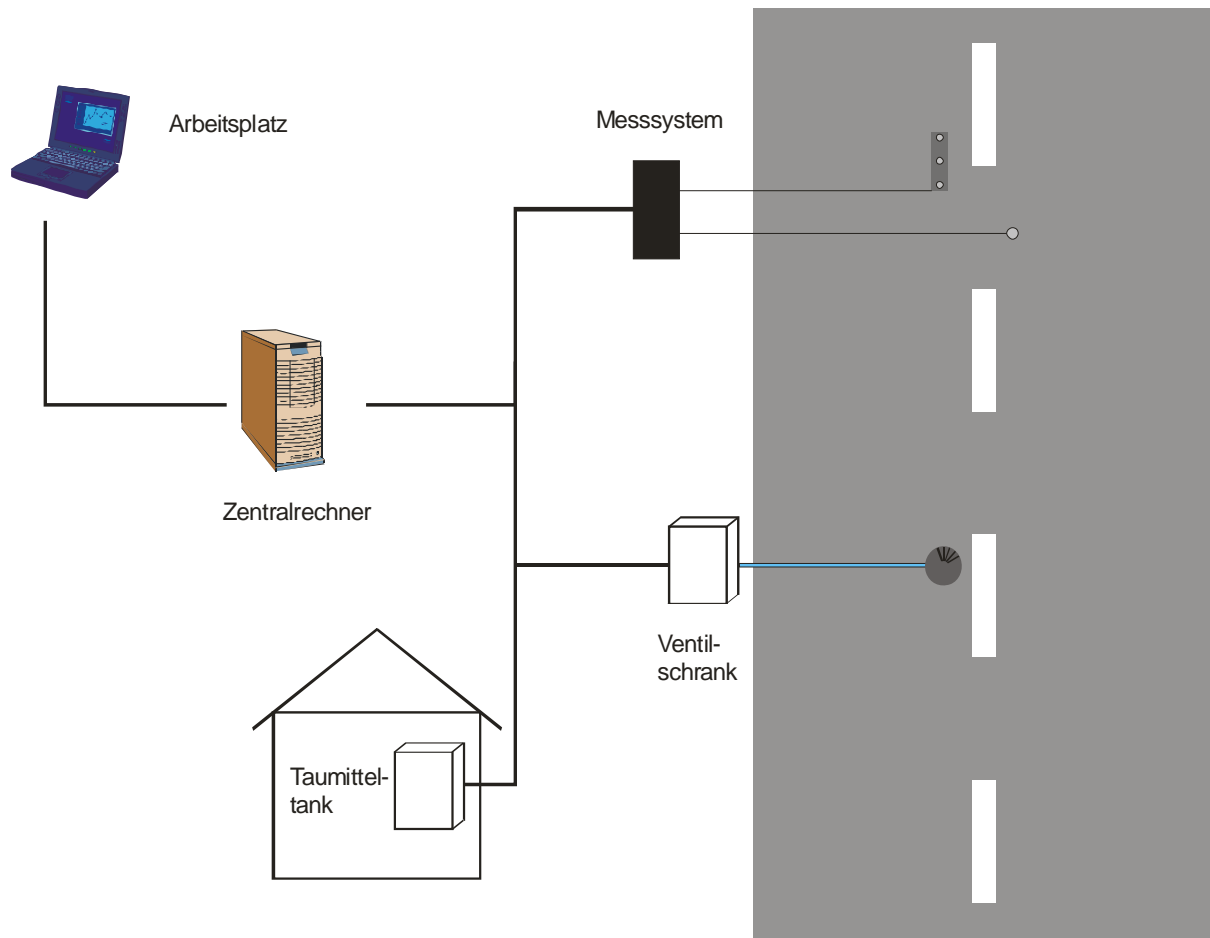 Arbeitsplatz
Messsystem
Zentralrechner
Ventil-
schrank
Taumittel-
tank